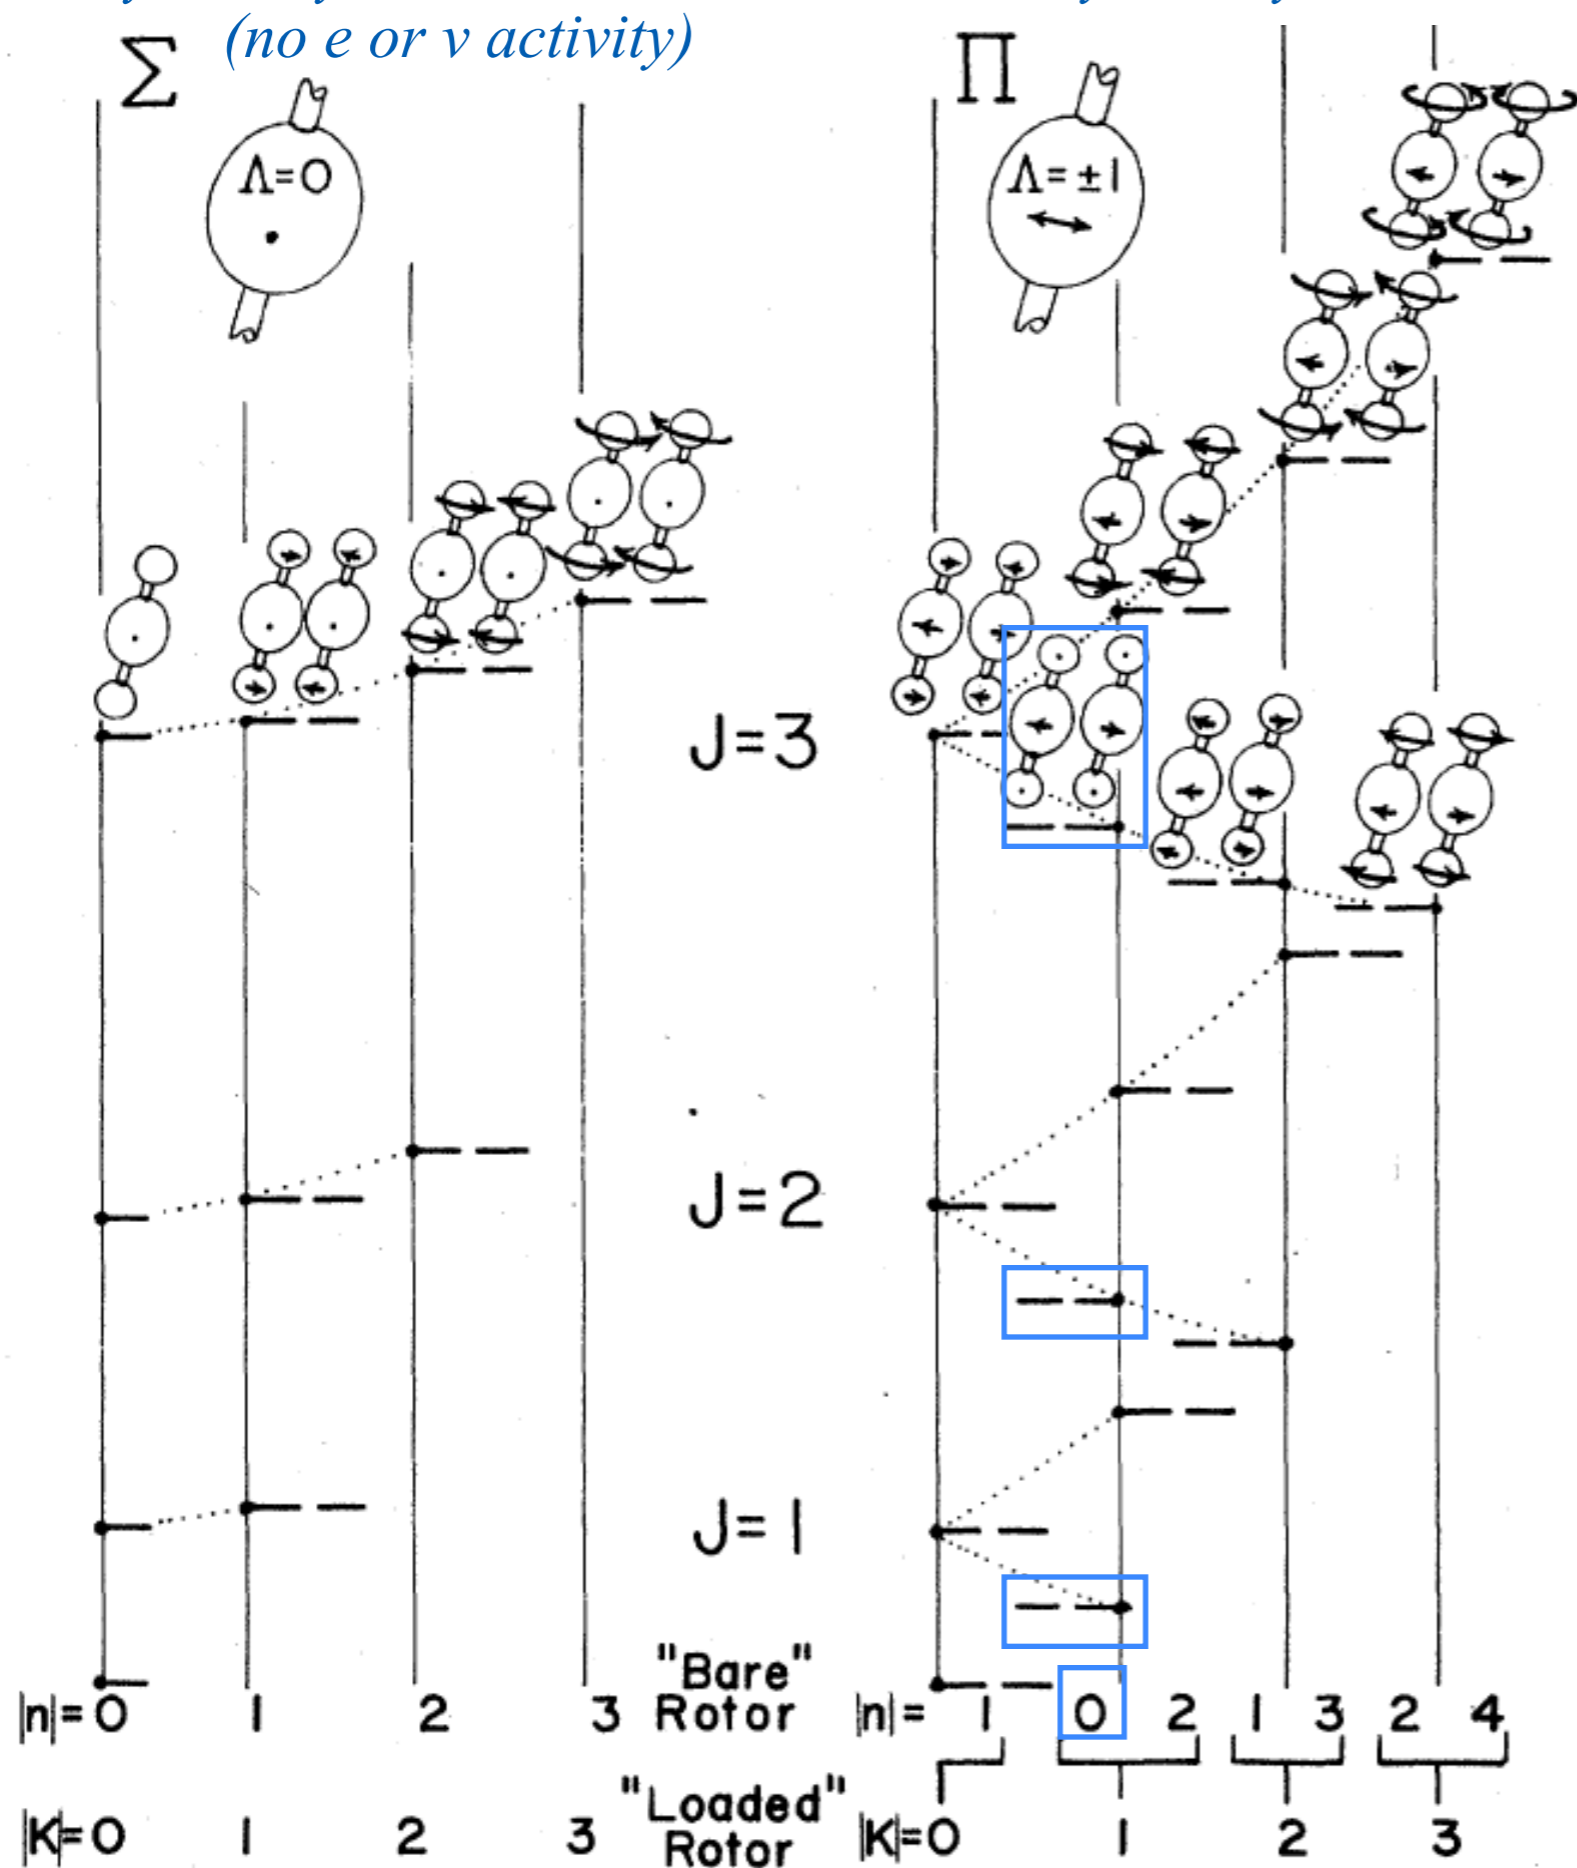 (no e or v activity)
Σ
Π
Λ=0
Λ=±1
J=3
J=2
J=1
"Bare"
|n|=0 1 2 3 Rotor |n|= 1 0 2 1 3 2 4
"Loaded"
|K|=0 1 2 3 Rotor |K|=0 1 2 3